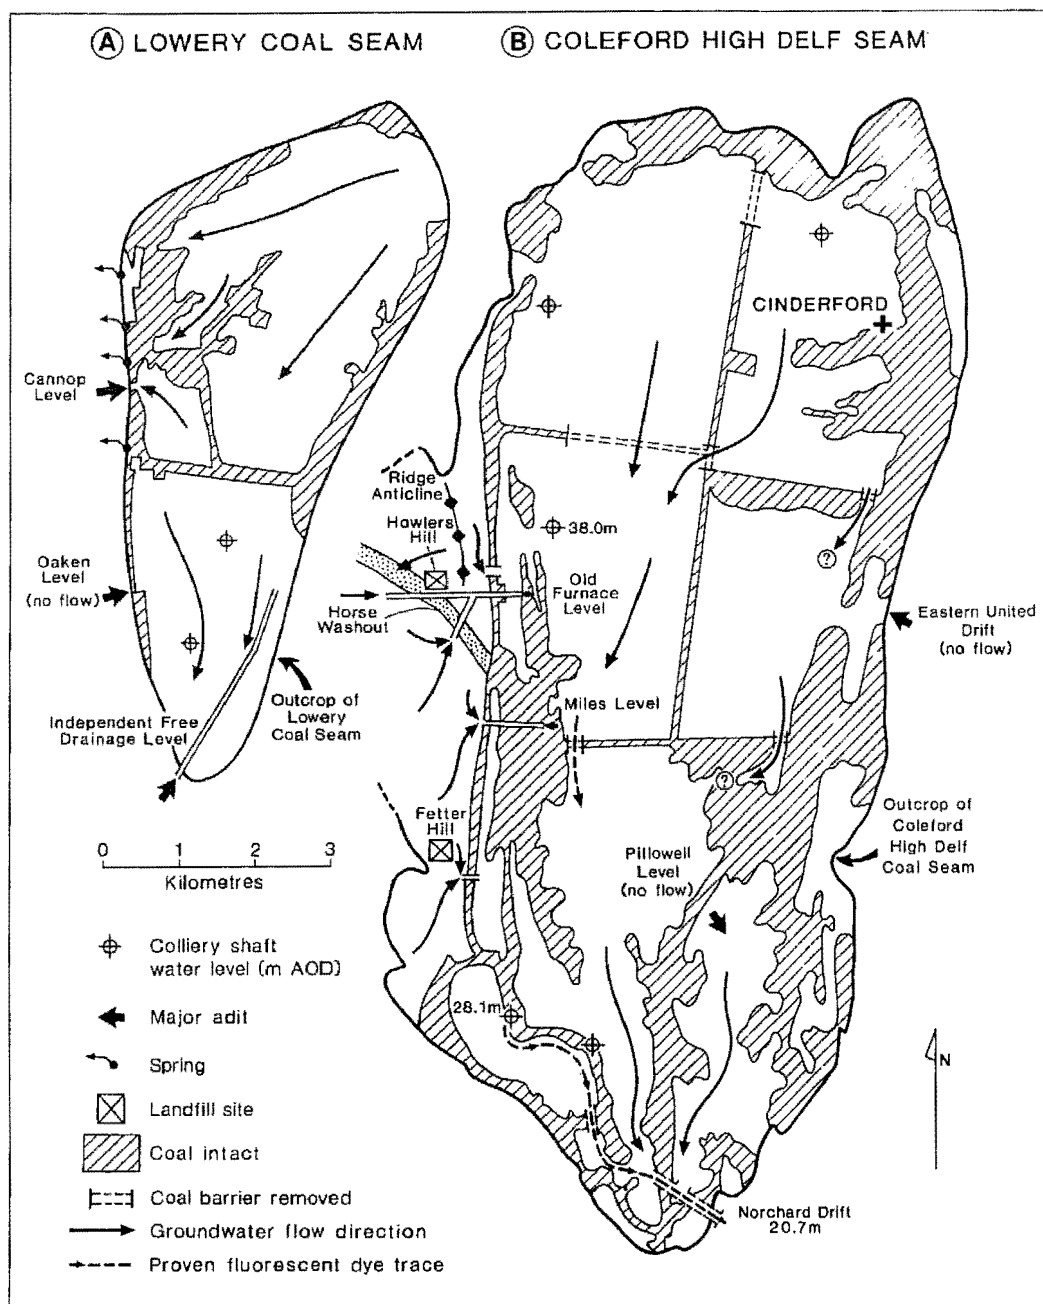 A LOWERY COAL SEAM
B COLEFORD HIGH DELF SEAM
CINDERFORD
Cannop
Level
Ridge
Anticline
Howlers
Hill
38.0m
?
Oaken
Level
(no flow)
Horse
Washout
Old
Furnace
Level
Eastern United
Drift
(no flow)
Independent Free
Drainage Level
Outcrop of
Lowery
Coal Seam
Miles Level
?
Fetter
Hill
Pillowell
Level
(no flow)
Outcrop of
Coleford
High Delf
Coal Seam
0 1 2 3
Kilometres
Colliery shaft
water level (m AOD)
Major adit
Spring
Landfill site
Coal intact
Coal barrier removed
Groundwater flow direction
Proven fluorescent dye trace
28.1m
N
Norchard Drift
20.7m